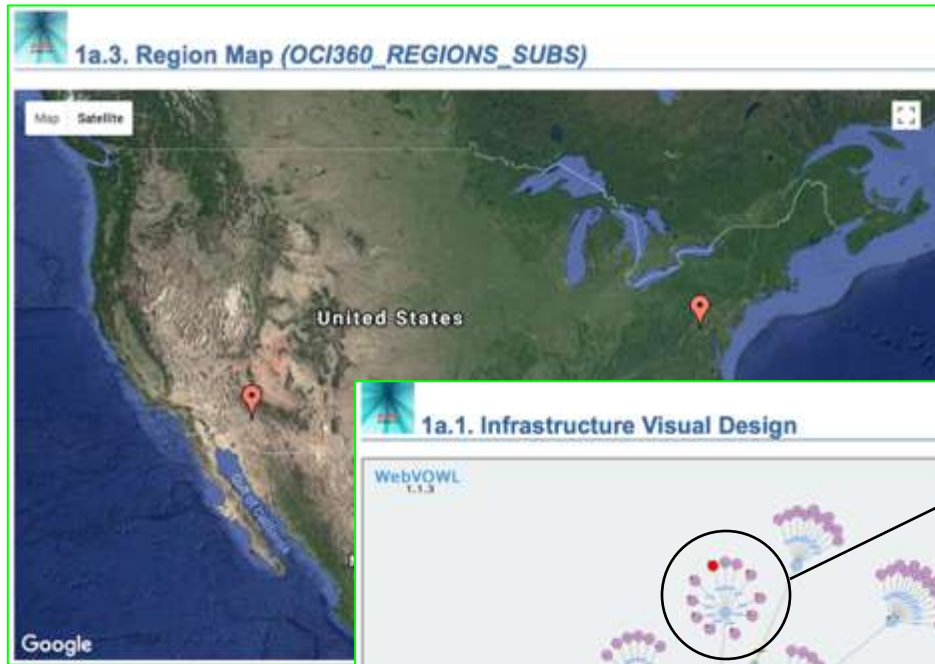 1a.3. Region Map (OCI360_REGIONS_SUBS)
Map Satellite
United States
Google
1a.1. Infrastructure Visual Design
WebVOWL
1.1.3